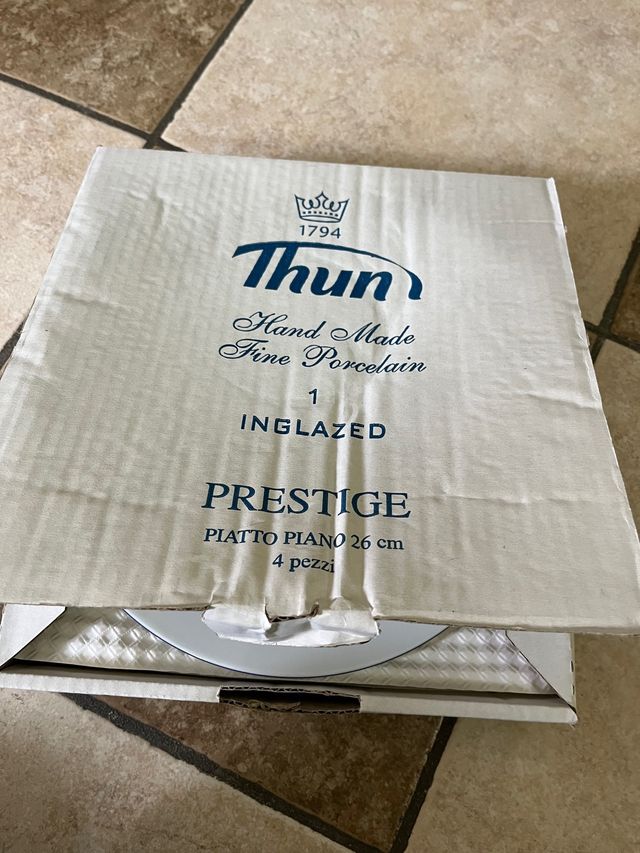 1794
Thun
Hand Made
Fine Porcelain
1
INGLAZED
PRESTIGE
PIATTO PIANO 26 cm
4 pezzi